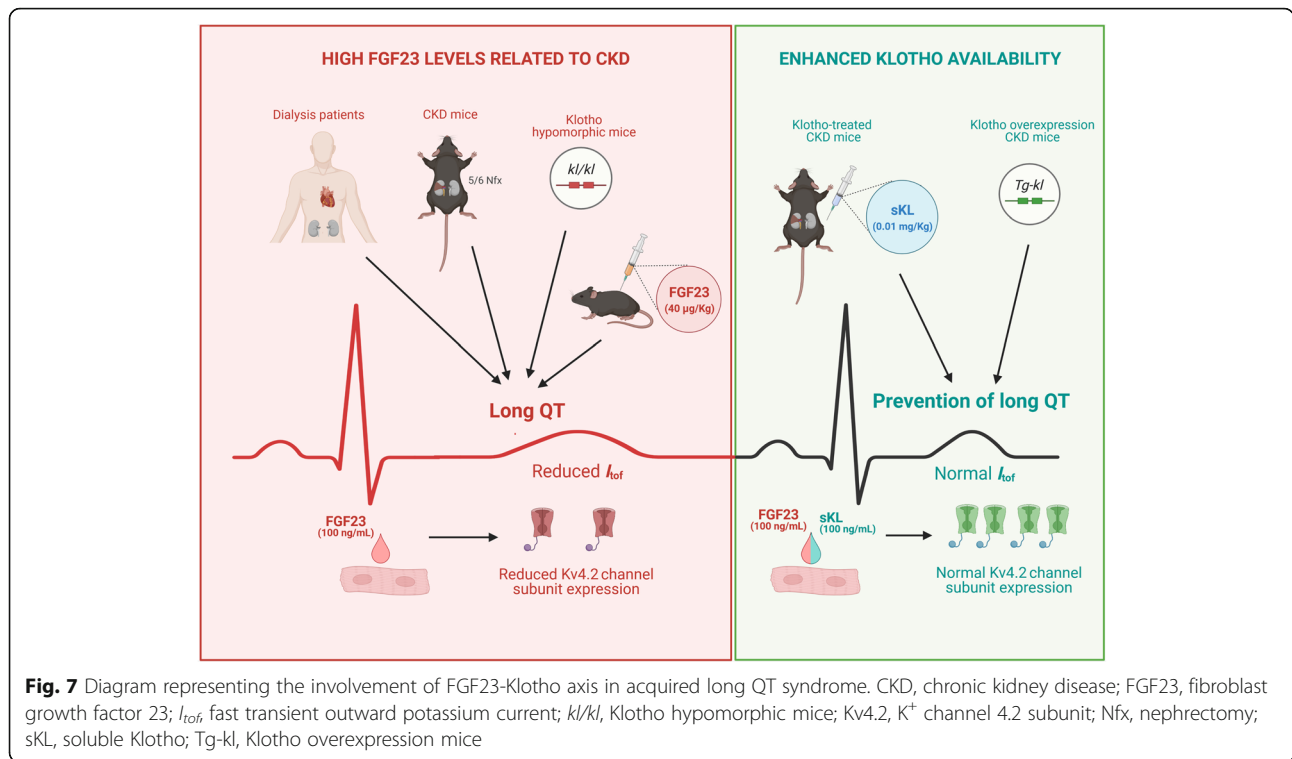 HIGH FGF23 LEVELS RELATED TO CKD
Dialysis patients
CKD mice
5/6 Nfx
Klotho
hypomorphic mice
kl/kl
FGF23
(40 µg/Kg)
Long QT
Reduced Itof
FGF23
(100 ng/mL)
Reduced Kv4.2 channel
subunit expression
ENHANCED KLOTHO AVAILABILITY
Klotho-treated
CKD mice
sKL
(0.01 mg/Kg)
Klotho overexpression
CKD mice
Tg-kl
Prevention of long QT
Normal Itof
FGF23
(100 ng/mL)
sKL
(100 ng/mL)
Normal Kv4.2 channel
subunit expression
Fig. 7 Diagram representing the involvement of FGF23-Klotho axis in acquired long QT syndrome. CKD, chronic kidney disease; FGF23, fibroblast
growth factor 23; Itof, fast transient outward potassium current; kl/kl, Klotho hypomorphic mice; Kv4.2, K+ channel 4.2 subunit; Nfx, nephrectomy;
sKL, soluble Klotho; Tg-kl, Klotho overexpression mice